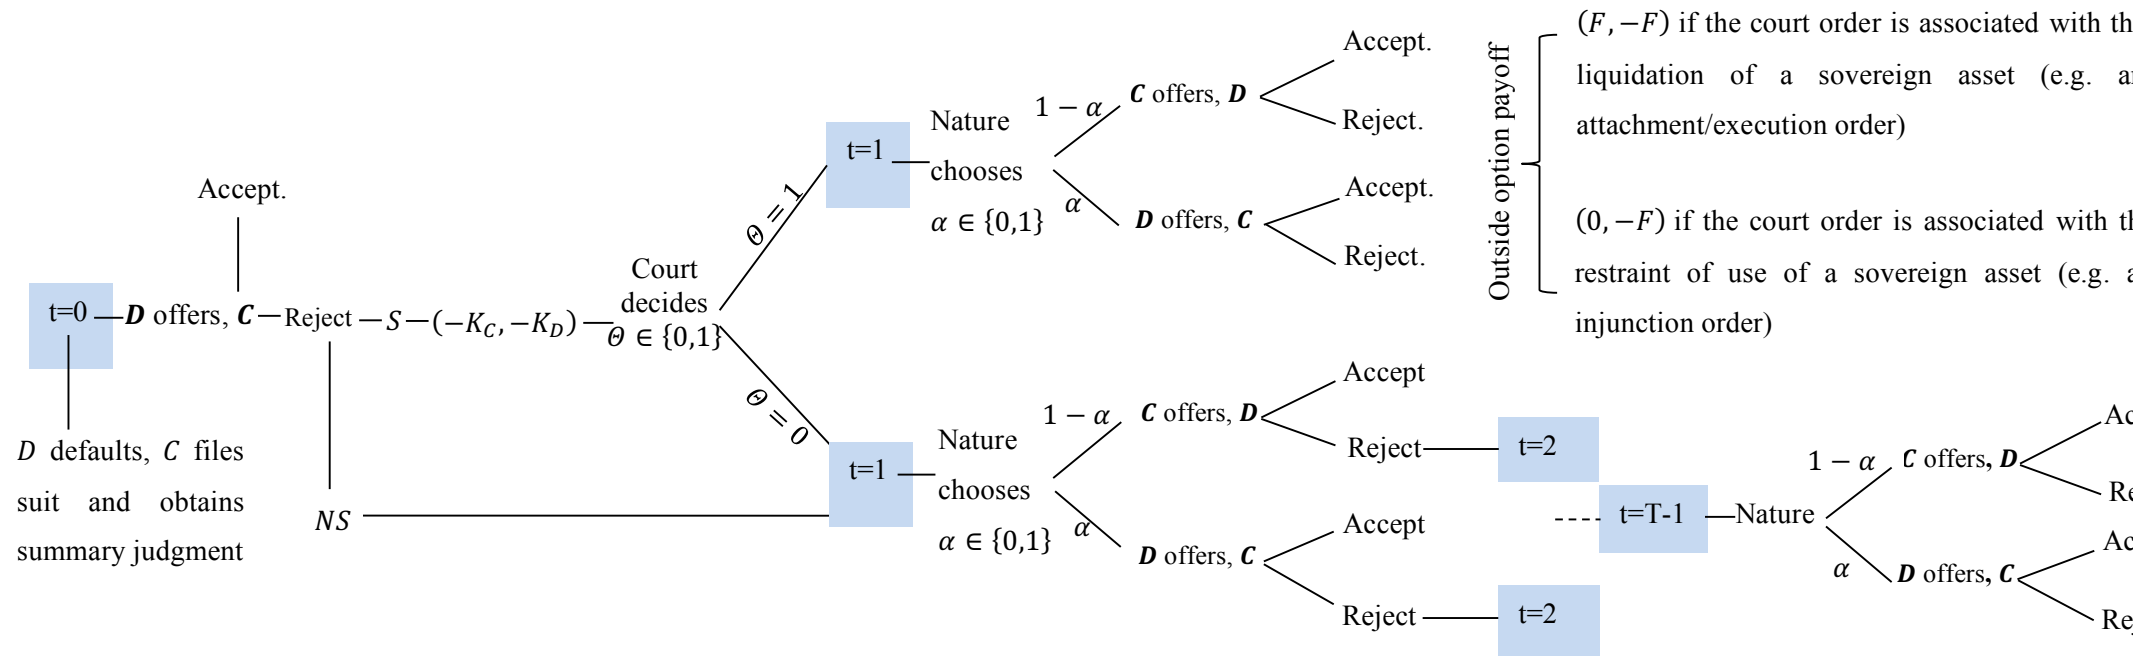 Accept.
t=0
D offers, C
Reject
S
(−K_C, −K_D)
D defaults, C files
suit and obtains
summary judgment
NS
Court
decides
Θ ∈ {0,1}
Θ = 1
Θ = 0
t=1
Nature
chooses
α ∈ {0,1}
1 − α
C offers, D
Accept.
Reject.
α
D offers, C
Accept.
Reject.
Outside option payoff
(F, −F) if the court order is associated with
liquidation of a sovereign asset (e.g.
attachment/execution order)
(0, −F) if the court order is associated with
restraint of use of a sovereign asset (e.g.
injunction order)
t=1
Nature
chooses
α ∈ {0,1}
1 − α
C offers, D
Accept
Reject
t=2
α
D offers, C
Accept
Reject
t=2
t=T-1
Nature
1 − α
C offers, D
α
D offers, C